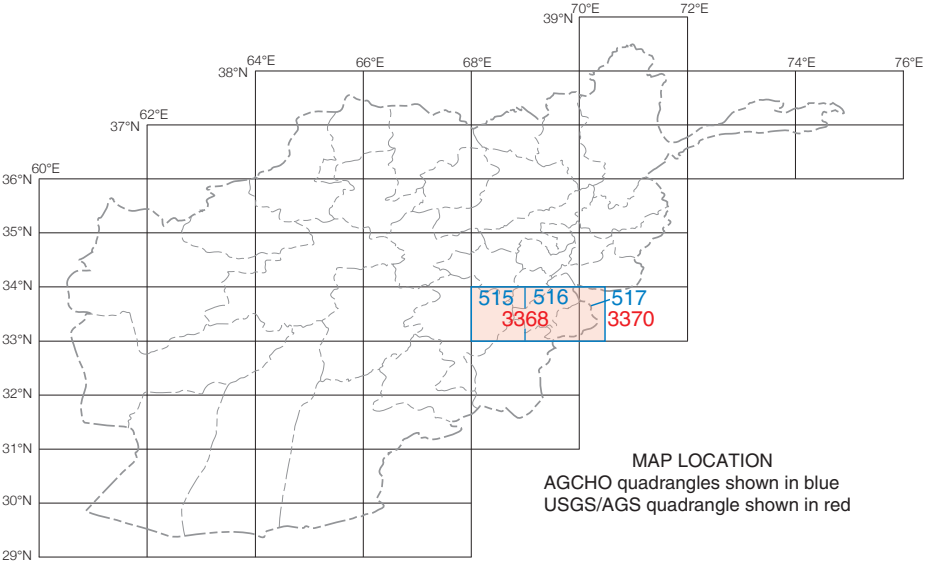 70°E 72°E
39°N
64°E 66°E 68°E 74°E 76°E
38°N
62°E
37°N
60°E
36°N
35°N
34°N
515 516 517
3368 3370
33°N
32°N
31°N
MAP LOCATION
AGCHO quadrangles shown in blue
30°N
USGS/AGS quadrangle shown in red
29°N